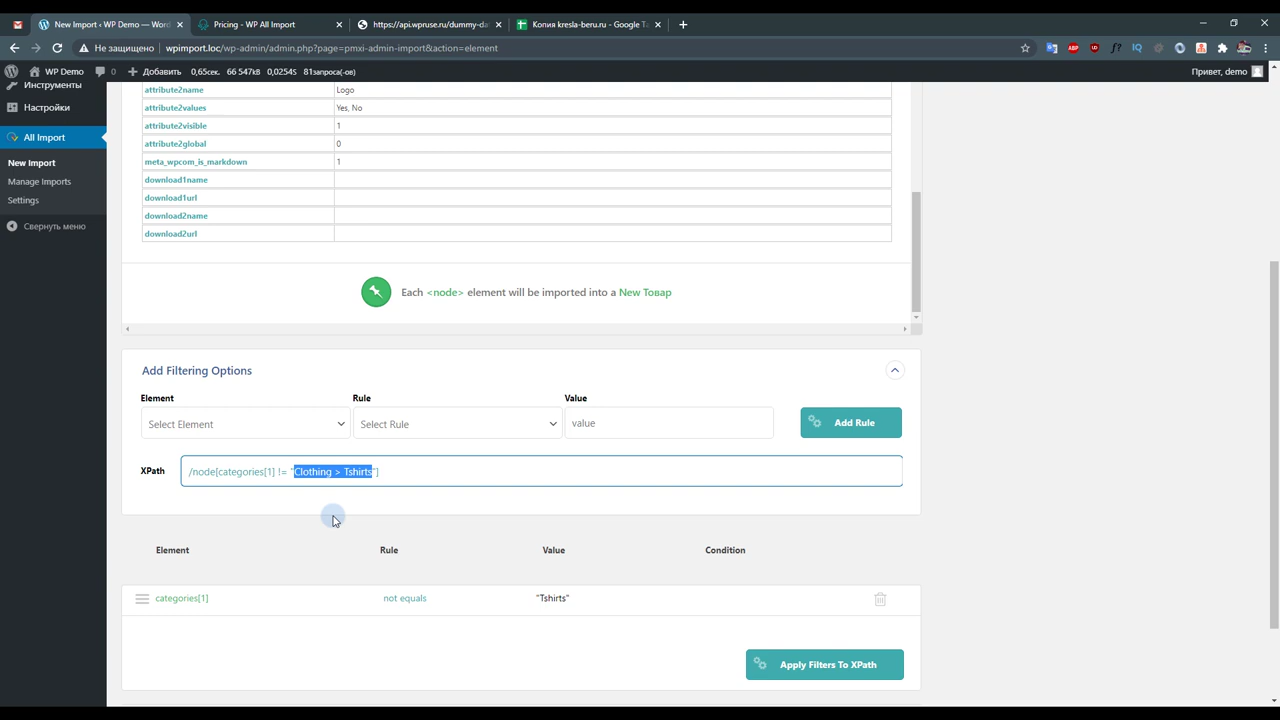 New Import ‹ WP Demo — Word
Pricing - WP All Import
https://api.wpruse.ru/dummy-da
Копия kresla-beru.ru - Google Та
Не защищено
wpimport.loc/wp-admin/admin.php?page=pmxi-admin-import&action=element
WP Demo
0
Добавить
0,65сек. 66 547kB 0,0254S 81запроса(-ов)
Привет, demo
Инструменты
Настройки
All Import
New Import
Manage Imports
Settings
Свернуть меню
attribute2name Logo
attribute2values Yes, No
attribute2visible 1
attribute2global 0
meta_wpcom_is_markdown 1
download1name
download1url
download2name
download2url
Each <node> element will be imported into a New Товар
Add Filtering Options
Element Rule Value
Select Element Select Rule value Add Rule
XPath /node[categories[1] != "Clothing > Tshirts"]
Element Rule Value Condition
categories[1] not equals "Tshirts"
Apply Filters To XPath